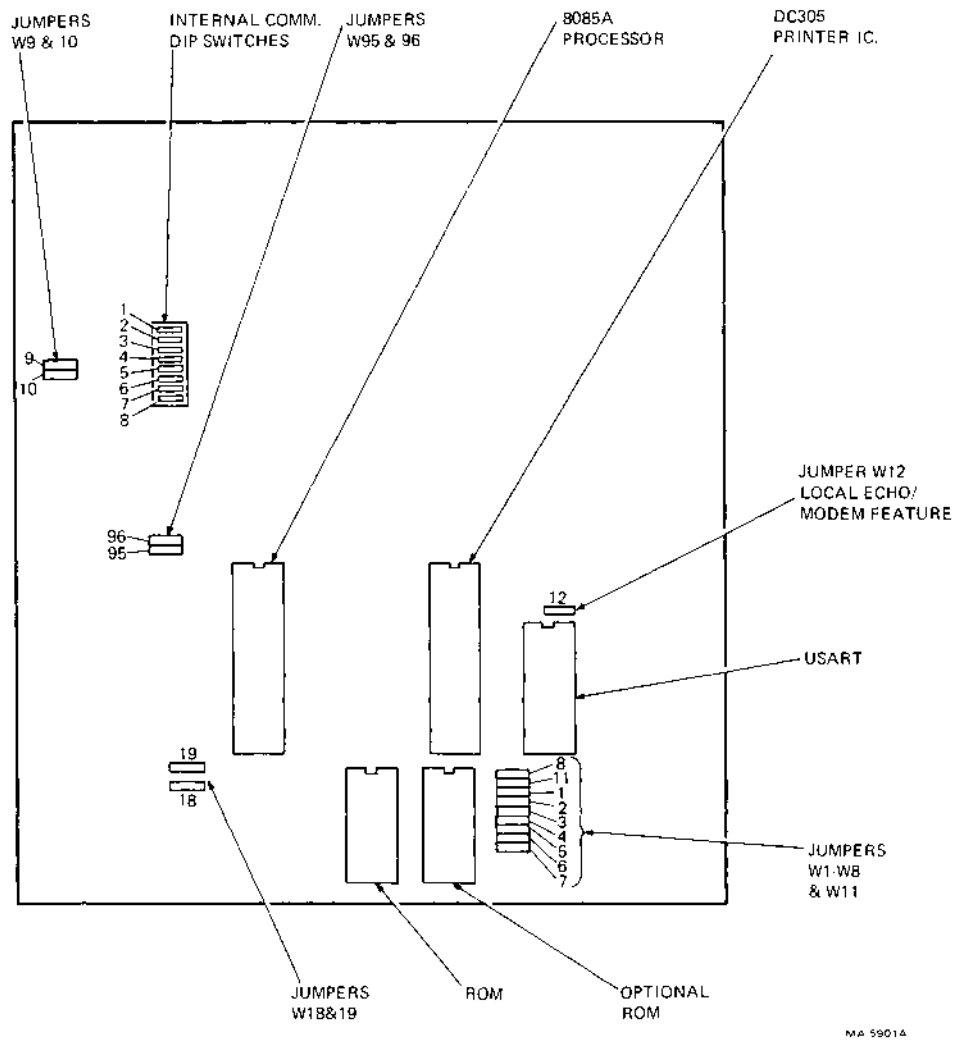 JUMPERS
W9 & 10
INTERNAL COMM.
DIP SWITCHES
JUMPERS
W95 & 96
8085A
PROCESSOR
DC305
PRINTER IC.
1
2
3
4
5
6
7
8
9
10
JUMPER W12
LOCAL ECHO/
MODEM FEATURE
96
95
12
USART
19
18
8
11
1
2
3
4
5
6
7
JUMPERS
W1-W8
& W11
JUMPERS
W18&19
ROM
OPTIONAL
ROM
MA 5901A